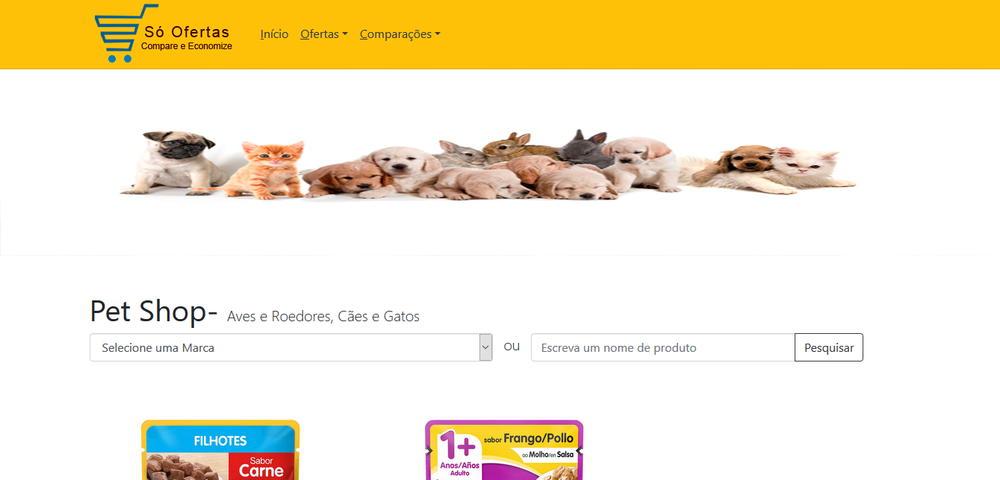 Só Ofertas
Compare e Economize
Início Ofertas Comparações
Pet Shop- Aves e Roedores, Cães e Gatos
Selecione uma Marca ou Escreva um nome de produto Pesquisar
FILHOTES
Sabor
Carne
1+
Anos/Años
Adulto
sabor Frango/Pollo
ao Molho/en Salsa